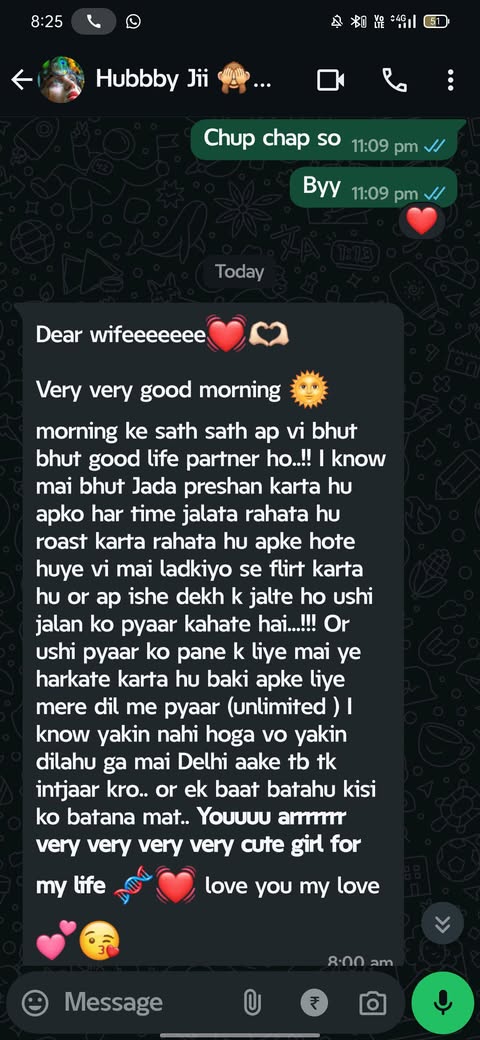 8:25
4G 51
Hubbby Jii 🙈...
Chup chap so 11:09 pm
Byy 11:09 pm
❤️
Today
Dear wifeeeeeee💓🫶🏻
Very very good morning 🌞
morning ke sath sath ap vi bhut
bhut good life partner ho..!! I know
mai bhut Jada preshan karta hu
apko har time jalata rahata hu
roast karta rahata hu apke hote
huye vi mai ladkiyo se flirt karta
hu or ap ishe dekh k jalte ho ushi
jalan ko pyaar kahate hai...!!! Or
ushi pyaar ko pane k liye mai ye
harkate karta hu baki apke liye
mere dil me pyaar (unlimited ) I
know yakin nahi hoga vo yakin
dilahu ga mai Delhi aake tb tk
intjaar kro.. or ek baat batahu kisi
ko batana mat.. Youuuu arrrrrrr
very very very very cute girl for
my life 🧬💓 love you my love
💕😘
8:00 am
Message